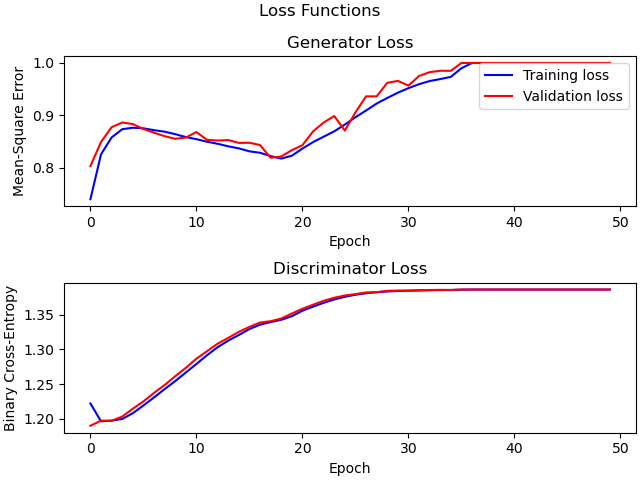 Loss Functions
Generator Loss
Mean-Square Error
1.0
0.9
0.8
Training loss
Validation loss
0 10 20 30 40 50
Epoch
Discriminator Loss
Binary Cross-Entropy
1.35
1.30
1.25
1.20
0 10 20 30 40 50
Epoch